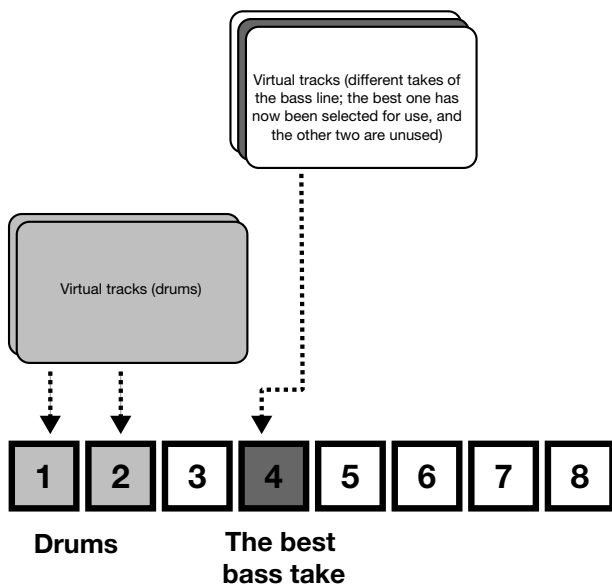 Virtual tracks (different takes of
the bass line; the best one has
now been selected for use, and
the other two are unused)
Virtual tracks (drums)
1 2 3 4 5 6 7 8
Drums
The best
bass take